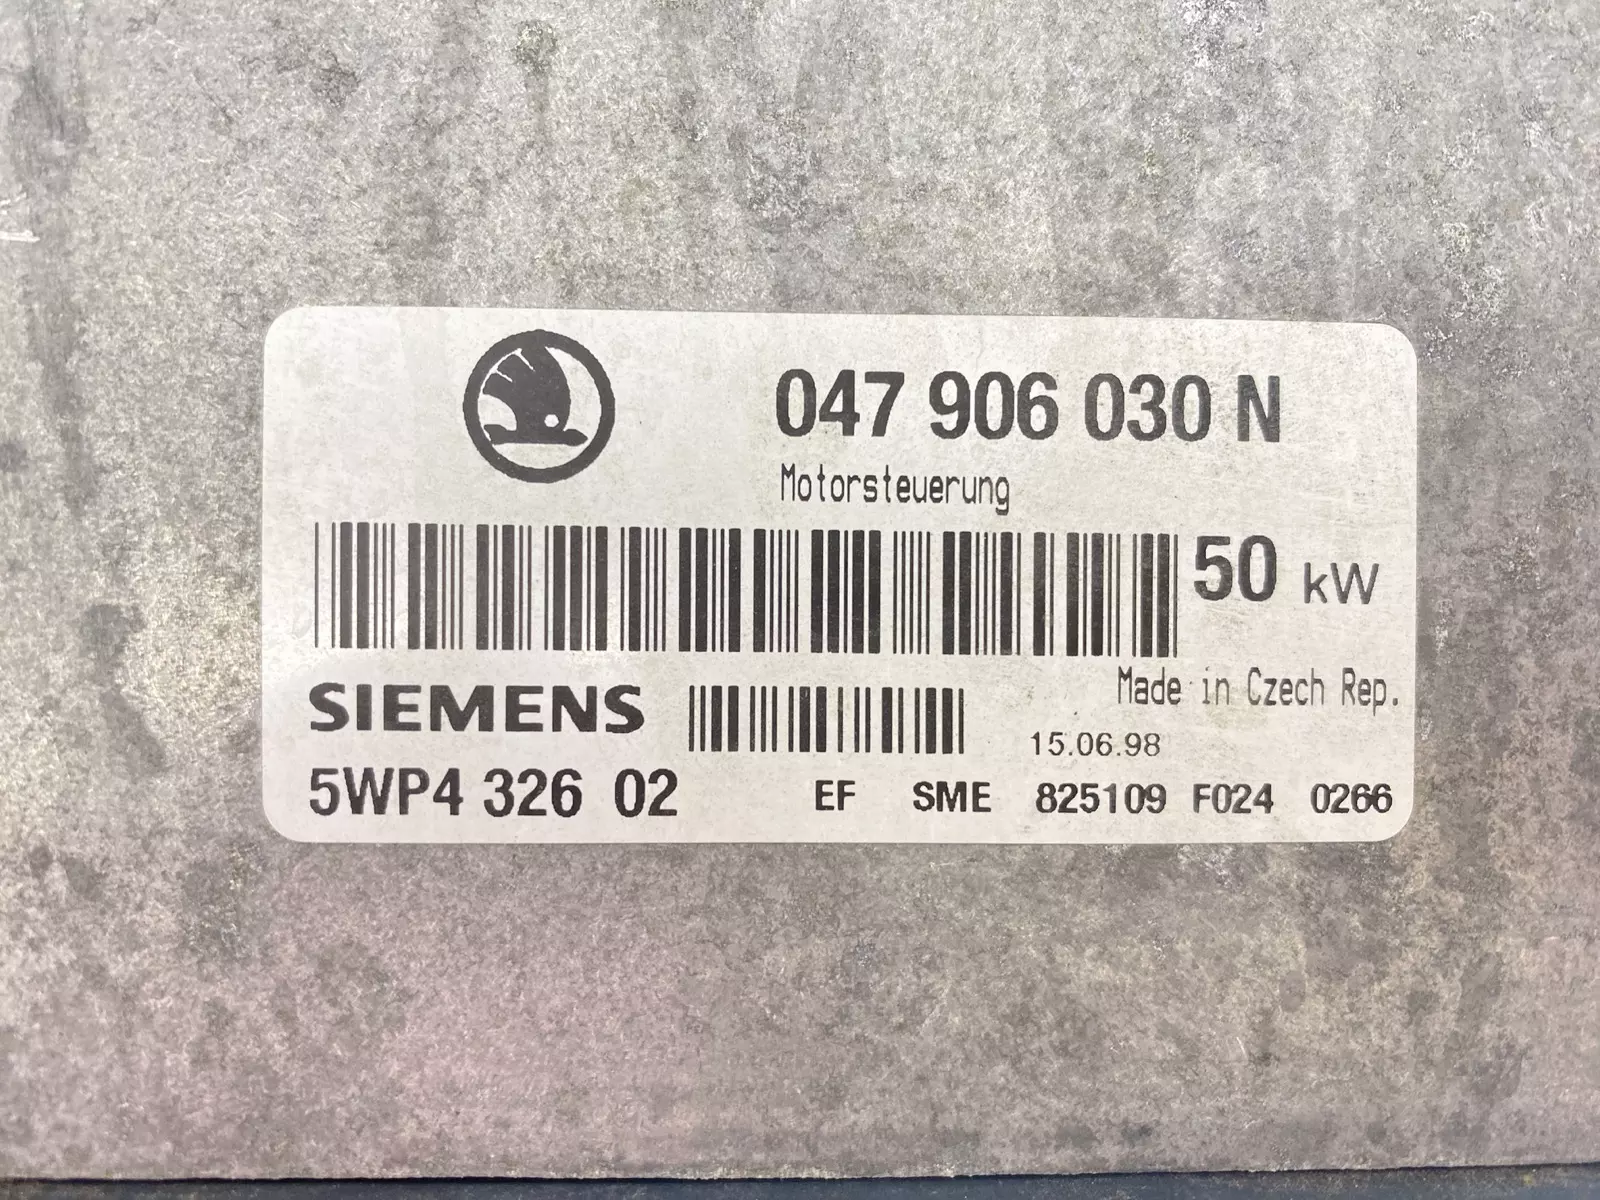 047 906 030 N
Motorsteuerung
50 kW
Made in Czech Rep.
SIEMENS
15.06.98
5WP4 326 02 EF SME 825109 F024 0266